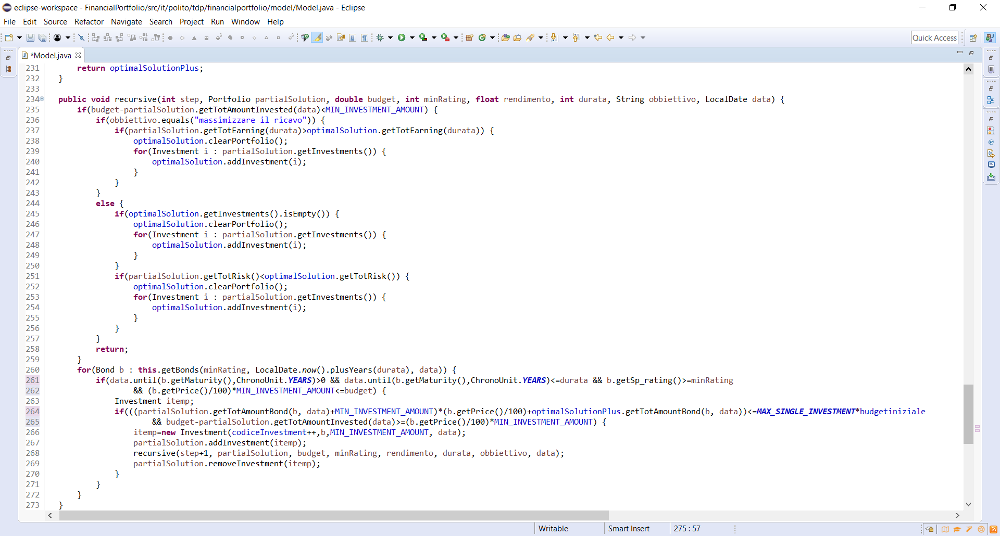 eclipse-workspace - FinancialPortfolio/src/it/polito/tdp/financialportfolio/model/Model.java - Eclipse
File Edit Source Refactor Navigate Search Project Run Window Help
Quick Access
*Model.java
231 return optimalSolutionPlus;
232 }
233
234 public void recursive(int step, Portfolio partialSolution, double budget, int minRating, float rendimento, int durata, String obbiettivo, LocalDate data) {
235 if(budget-partialSolution.getTotAmountInvested(data)<MIN_INVESTMENT_AMOUNT) {
236 if(obbiettivo.equals("massimizzare il ricavo")) {
237 if(partialSolution.getTotEarning(durata)>optimalSolution.getTotEarning(durata)) {
238 optimalSolution.clearPortfolio();
239 for(Investment i : partialSolution.getInvestments()) {
240 optimalSolution.addInvestment(i);
241 }
242 }
243 }
244 else {
245 if(optimalSolution.getInvestments().isEmpty()) {
246 optimalSolution.clearPortfolio();
247 for(Investment i : partialSolution.getInvestments()) {
248 optimalSolution.addInvestment(i);
249 }
250 }
251 if(partialSolution.getTotRisk()<optimalSolution.getTotRisk()) {
252 optimalSolution.clearPortfolio();
253 for(Investment i : partialSolution.getInvestments()) {
254 optimalSolution.addInvestment(i);
255 }
256 }
257 }
258 return;
259 }
260 for(Bond b : this.getBonds(minRating, LocalDate.now().plusYears(durata), data)) {
261 if(data.until(b.getMaturity(),ChronoUnit.YEARS)>0 && data.until(b.getMaturity(),ChronoUnit.YEARS)<=durata && b.getSp_rating()>=minRating
262 && (b.getPrice()/100)*MIN_INVESTMENT_AMOUNT<=budget) {
263 Investment itemp;
264 if(((partialSolution.getTotAmountBond(b, data)+MIN_INVESTMENT_AMOUNT)*(b.getPrice()/100)+optimalSolutionPlus.getTotAmountBond(b, data))<=MAX_SINGLE_INVESTMENT*budgetiniziale
265 && budget-partialSolution.getTotAmountInvested(data)>=(b.getPrice()/100)*MIN_INVESTMENT_AMOUNT) {
266 itemp=new Investment(codiceInvestment++,b,MIN_INVESTMENT_AMOUNT, data);
267 partialSolution.addInvestment(itemp);
268 recursive(step+1, partialSolution, budget, minRating, rendimento, durata, obbiettivo, data);
269 partialSolution.removeInvestment(itemp);
270 }
271 }
272 }
273 }
Writable Smart Insert 275 : 57